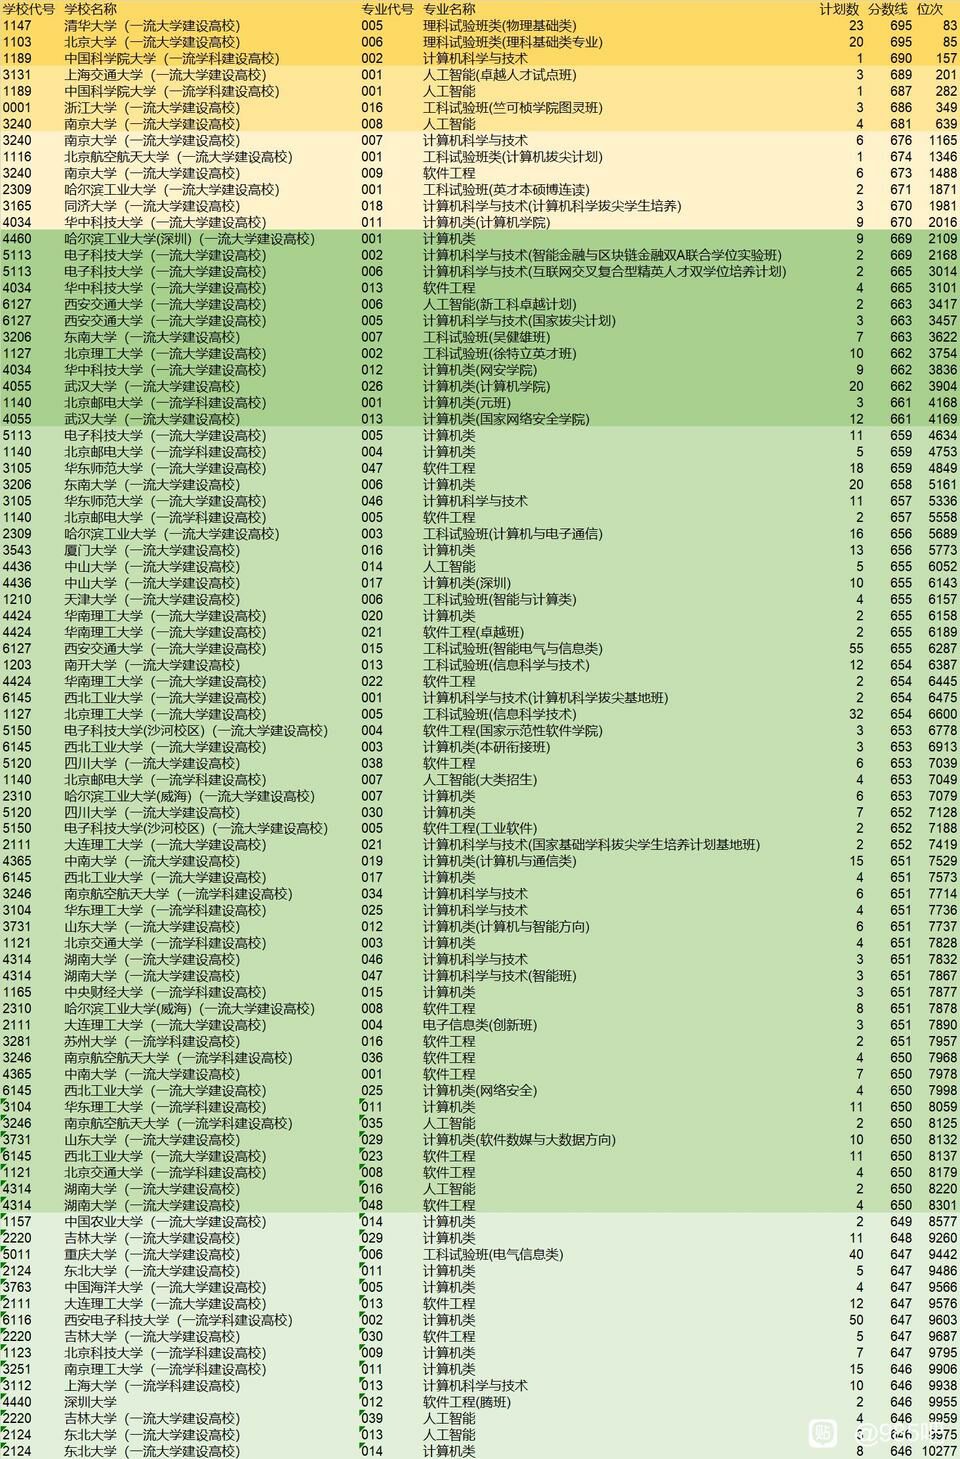 学校代号 学校名称 专业代号 专业名称 计划数 分数线 位次
1147 清华大学（一流大学建设高校） 005 理科试验班类(物理基础类) 23 695 83
1103 北京大学（一流大学建设高校） 006 理科试验班类(理科基础类专业) 20 695 85
1189 中国科学院大学（一流学科建设高校） 002 计算机科学与技术 1 690 157
3131 上海交通大学（一流大学建设高校） 001 人工智能(卓越人才试点班) 3 689 201
1189 中国科学院大学（一流学科建设高校） 001 人工智能 1 687 282
0001 浙江大学（一流大学建设高校） 016 工科试验班(竺可桢学院图灵班) 3 686 349
3240 南京大学（一流大学建设高校） 008 人工智能 4 681 639
3240 南京大学（一流大学建设高校） 007 计算机科学与技术 6 676 1165
1116 北京航空航天大学（一流大学建设高校） 001 工科试验班类(计算机拔尖计划) 1 674 1346
3240 南京大学（一流大学建设高校） 009 软件工程 6 673 1488
2309 哈尔滨工业大学（一流大学建设高校） 001 工科试验班(英才本硕博连读) 2 671 1871
3165 同济大学（一流大学建设高校） 018 计算机科学与技术(计算机科学拔尖学生培养) 3 670 1981
4034 华中科技大学（一流大学建设高校） 011 计算机类(计算机学院) 9 670 2016
4460 哈尔滨工业大学(深圳)（一流大学建设高校） 001 计算机类 9 669 2109
5113 电子科技大学（一流大学建设高校） 002 计算机科学与技术(智能金融与区块链金融双A联合学位实验班) 2 669 2168
5113 电子科技大学（一流大学建设高校） 006 计算机科学与技术(互联网交叉复合型精英人才双学位培养计划) 2 665 3014
4034 华中科技大学（一流大学建设高校） 013 软件工程 4 665 3101
6127 西安交通大学（一流大学建设高校） 006 人工智能(新工科卓越计划) 2 663 3417
6127 西安交通大学（一流大学建设高校） 005 计算机科学与技术(国家拔尖计划) 3 663 3457
3206 东南大学（一流大学建设高校） 007 工科试验班(吴健雄班) 7 663 3622
1127 北京理工大学（一流大学建设高校） 002 工科试验班(徐特立英才班) 10 662 3754
4034 华中科技大学（一流大学建设高校） 012 计算机类(网安学院) 9 662 3836
4055 武汉大学（一流大学建设高校） 026 计算机类(计算机学院) 20 662 3904
1140 北京邮电大学（一流学科建设高校） 001 计算机类(元班) 3 661 4168
4055 武汉大学（一流大学建设高校） 013 计算机类(国家网络安全学院) 12 661 4169
5113 电子科技大学（一流大学建设高校） 005 计算机类 11 659 4634
1140 北京邮电大学（一流学科建设高校） 004 计算机类 5 659 4753
3105 华东师范大学（一流大学建设高校） 047 软件工程 18 659 4849
3206 东南大学（一流大学建设高校） 006 计算机类 20 658 5161
3105 华东师范大学（一流大学建设高校） 046 计算机科学与技术 11 657 5336
1140 北京邮电大学（一流学科建设高校） 005 软件工程 2 657 5558
2309 哈尔滨工业大学（一流大学建设高校） 003 工科试验班(计算机与电子通信) 16 656 5689
3543 厦门大学（一流大学建设高校） 016 计算机类 13 656 5773
4436 中山大学（一流大学建设高校） 014 人工智能 5 655 6052
4436 中山大学（一流大学建设高校） 017 计算机类(深圳) 10 655 6143
1210 天津大学（一流大学建设高校） 006 工科试验班(智能与计算类) 4 655 6157
4424 华南理工大学（一流大学建设高校） 020 计算机类 2 655 6158
4424 华南理工大学（一流大学建设高校） 021 软件工程(卓越班) 2 655 6189
6127 西安交通大学（一流大学建设高校） 015 工科试验班(智能电气与信息类) 55 655 6287
1203 南开大学（一流大学建设高校） 013 工科试验班(信息科学与技术) 12 654 6387
4424 华南理工大学（一流大学建设高校） 022 软件工程 2 654 6445
6145 西北工业大学（一流大学建设高校） 001 计算机科学与技术(计算机科学拔尖基地班) 2 654 6475
1127 北京理工大学（一流大学建设高校） 005 工科试验班(信息科学技术) 32 654 6600
5150 电子科技大学(沙河校区)（一流大学建设高校） 004 软件工程(国家示范性软件学院) 3 653 6778
6145 西北工业大学（一流大学建设高校） 003 计算机类(本研衔接班) 3 653 6913
5120 四川大学（一流大学建设高校） 038 软件工程 6 653 7039
1140 北京邮电大学（一流学科建设高校） 007 人工智能(大类招生) 4 653 7049
2310 哈尔滨工业大学(威海)（一流大学建设高校） 007 计算机类 6 653 7079
5120 四川大学（一流大学建设高校） 030 计算机类 7 652 7128
5150 电子科技大学(沙河校区)（一流大学建设高校） 005 软件工程(工业软件) 2 652 7188
2111 大连理工大学（一流大学建设高校） 021 计算机科学与技术(国家基础学科拔尖学生培养计划基地班) 2 652 7419
4365 中南大学（一流大学建设高校） 019 计算机类(计算机与通信类) 15 651 7529
6145 西北工业大学（一流大学建设高校） 017 计算机类 4 651 7573
3246 南京航空航天大学（一流学科建设高校） 034 计算机科学与技术 6 651 7714
3104 华东理工大学（一流学科建设高校） 025 计算机科学与技术 4 651 7736
3731 山东大学（一流大学建设高校） 012 计算机类(计算机与智能方向) 6 651 7737
1121 北京交通大学（一流学科建设高校） 003 计算机类 4 651 7828
4314 湖南大学（一流大学建设高校） 046 计算机科学与技术 3 651 7832
4314 湖南大学（一流大学建设高校） 047 计算机科学与技术(智能班) 3 651 7867
1165 中央财经大学（一流学科建设高校） 015 计算机类 3 651 7877
2310 哈尔滨工业大学(威海)（一流大学建设高校） 008 软件工程 8 651 7878
2111 大连理工大学（一流大学建设高校） 004 电子信息类(创新班) 3 651 7890
3281 苏州大学（一流学科建设高校） 016 软件工程 2 651 7957
3246 南京航空航天大学（一流学科建设高校） 036 软件工程 4 650 7968
4365 中南大学（一流大学建设高校） 001 软件工程 7 650 7978
6145 西北工业大学（一流大学建设高校） 025 计算机类(网络安全) 4 650 7998
3104 华东理工大学（一流学科建设高校） 011 计算机类 11 650 8059
3246 南京航空航天大学（一流学科建设高校） 035 人工智能 2 650 8125
3731 山东大学（一流大学建设高校） 029 计算机类(软件数媒与大数据方向) 10 650 8132
6145 西北工业大学（一流大学建设高校） 023 软件工程 11 650 8137
1121 北京交通大学（一流学科建设高校） 008 软件工程 4 650 8179
4314 湖南大学（一流大学建设高校） 016 人工智能 2 650 8220
4314 湖南大学（一流大学建设高校） 048 软件工程 4 650 8301
1157 中国农业大学（一流大学建设高校） 014 计算机类 2 649 8577
2220 吉林大学（一流大学建设高校） 029 计算机类 11 648 9260
5011 重庆大学（一流大学建设高校） 006 工科试验班(电气信息类) 40 647 9442
2124 东北大学（一流大学建设高校） 011 计算机类 5 647 9486
3763 中国海洋大学（一流大学建设高校） 005 计算机类 4 647 9566
2111 大连理工大学（一流大学建设高校） 013 软件工程 12 647 9576
6116 西安电子科技大学（一流学科建设高校） 002 计算机类 50 647 9603
2220 吉林大学（一流大学建设高校） 030 软件工程 5 647 9687
1123 北京科技大学（一流学科建设高校） 009 计算机类 7 647 9795
3251 南京理工大学（一流学科建设高校） 011 计算机类 15 646 9906
3112 上海大学（一流学科建设高校） 013 计算机科学与技术 10 646 9938
4440 深圳大学 012 软件工程(腾班) 2 646 9955
2220 吉林大学（一流大学建设高校） 039 人工智能 4 646 9959
2124 东北大学（一流大学建设高校） 013 人工智能 646 9975
2124 东北大学（一流大学建设高校） 014 计算机类 8 646 10277
贴